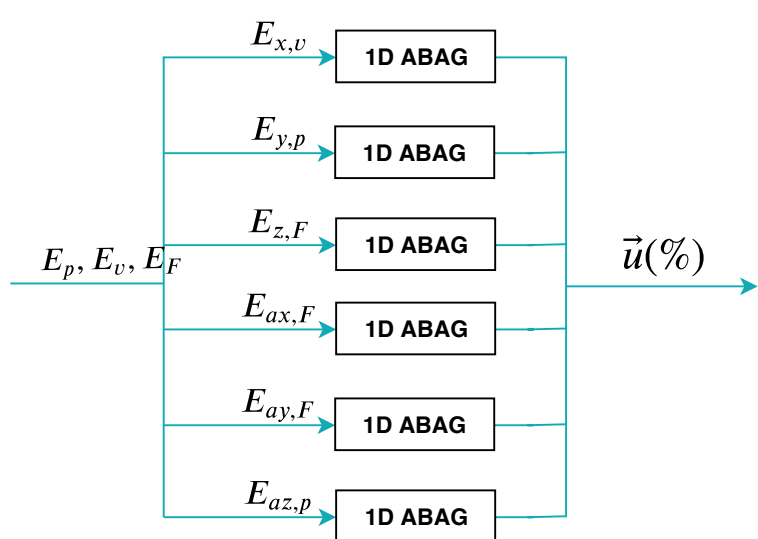 E_{x,v}
1D ABAG
E_{y,p}
1D ABAG
E_{z,F}
1D ABAG
E_p, E_v, E_F
\vec{u}(%)
E_{ax,F}
1D ABAG
E_{ay,F}
1D ABAG
E_{az,p}
1D ABAG